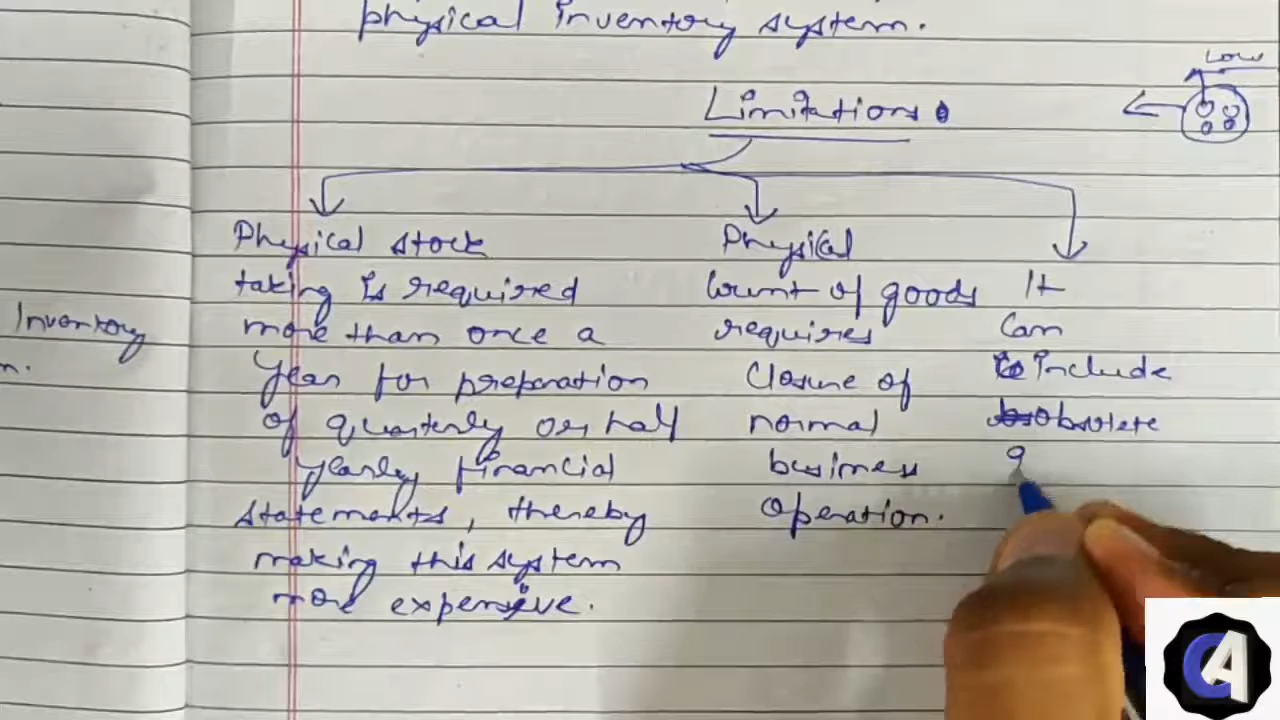 physical inventory system.
Low
Limitations
Physical stock
taking is required
more than once a
year for preparation
of quarterly or half
yearly financial
statements, thereby
making this system
more expensive.
Physical
Count of goods
requires
Closure of
normal
business
operation.
It
Can
include
obsolete
g
Inventory
n.
CA